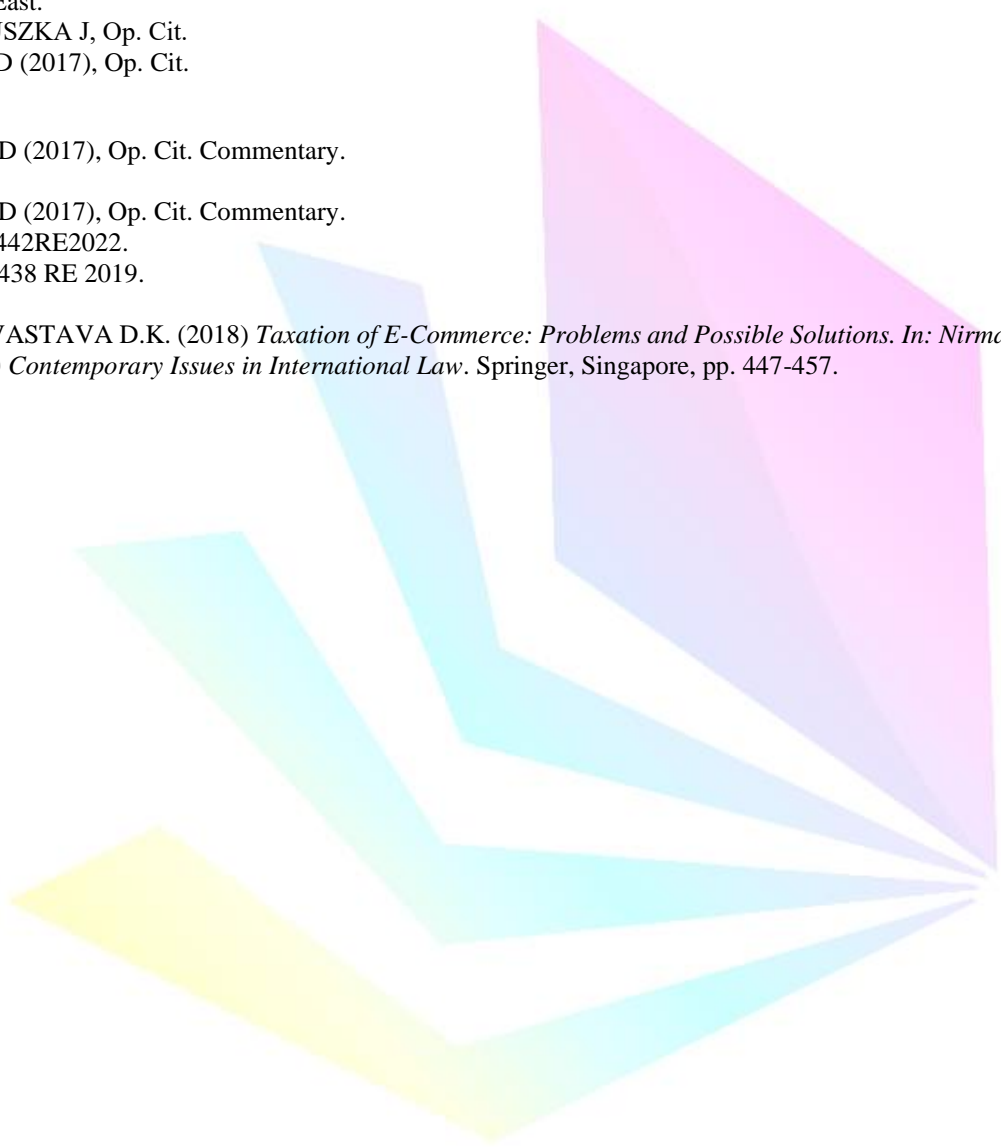 East.
USZKA J, Op. Cit.
D (2017), Op. Cit.
D (2017), Op. Cit. Commentary.
D (2017), Op. Cit. Commentary.
442RE2022.
438 RE 2019.
VASTAVA D.K. (2018) Taxation of E-Commerce: Problems and Possible Solutions. In: Nirma
Contemporary Issues in International Law. Springer, Singapore, pp. 447-457.